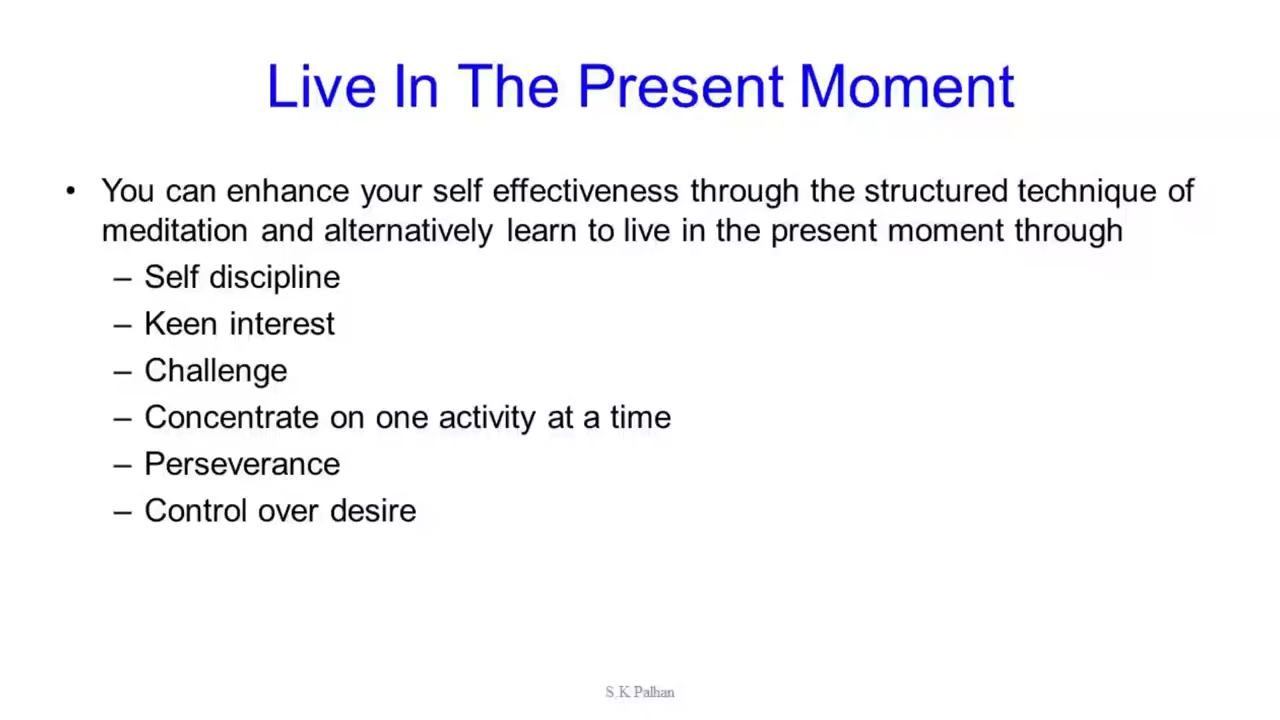 Live In The Present Moment
• You can enhance your self effectiveness through the structured technique of
meditation and alternatively learn to live in the present moment through
– Self discipline
– Keen interest
– Challenge
– Concentrate on one activity at a time
– Perseverance
– Control over desire
S.K Palhan